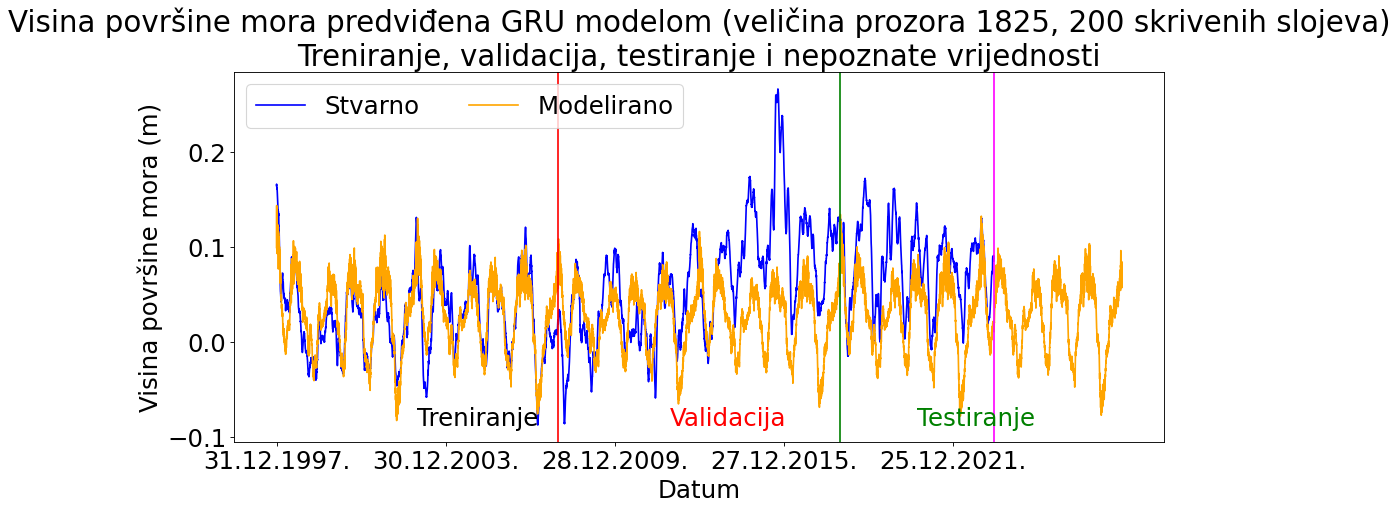 Visina površine mora predviđena GRU modelom (veličina prozora 1825, 200 skrivenih slojeva)
Treniranje, validacija, testiranje i nepoznate vrijednosti
Stvarno
Modelirano
Visina površine mora (m)
0.2
0.1
0.0
−0.1
Treniranje
Validacija
Testiranje
31.12.1997.
30.12.2003.
28.12.2009.
27.12.2015.
25.12.2021.
Datum